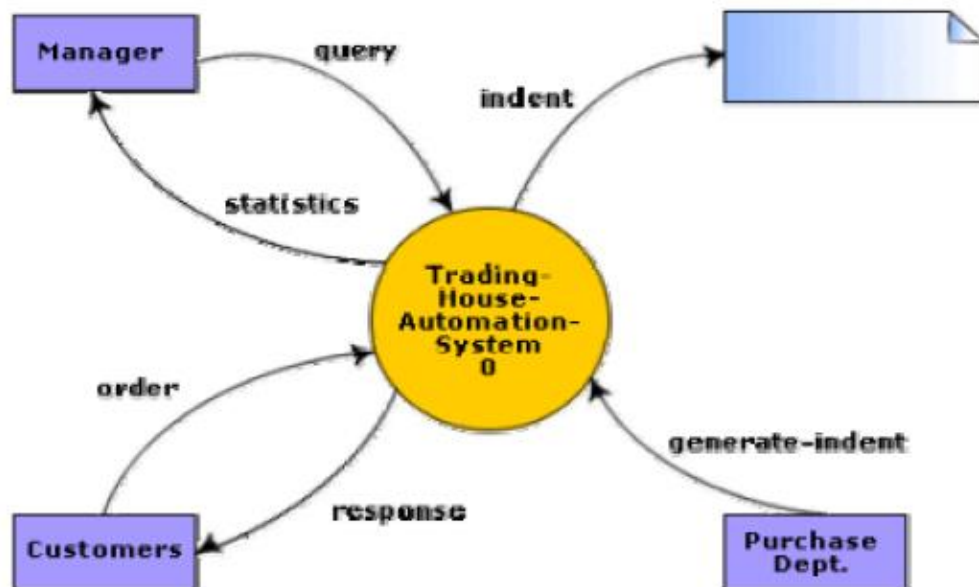 Manager
query
indent
statistics
Trading-
House-
Automation-
System
0
order
generate-indent
response
Customers
Purchase
Dept.